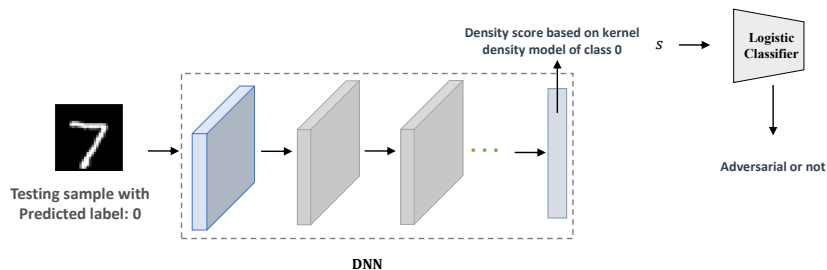 Density score based on kernel
density model of class 0
s
Logistic
Classifier
7
Testing sample with
Predicted label: 0
Adversarial or not
DNN